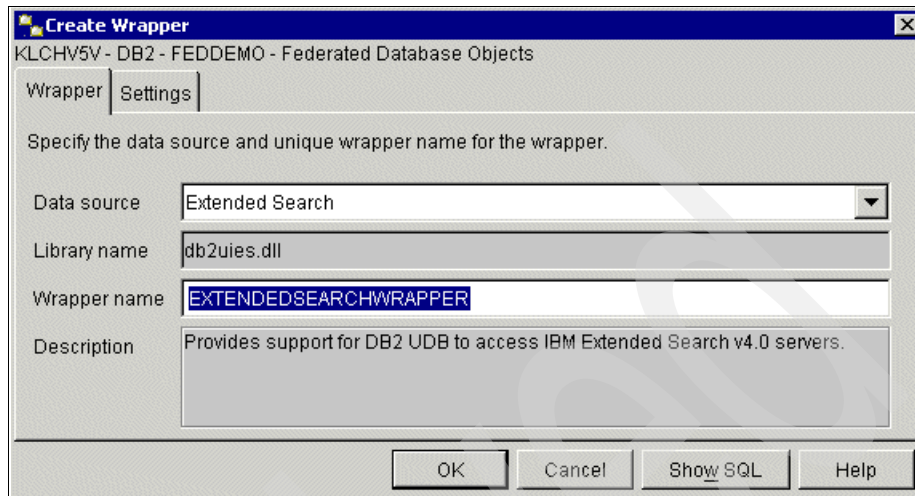 Create Wrapper
KLCHV5V - DB2 - FEDDEMO - Federated Database Objects
Wrapper Settings
Specify the data source and unique wrapper name for the wrapper.
Data source Extended Search
Library name db2uies.dll
Wrapper name EXTENDEDSEARCHWRAPPER
Description Provides support for DB2 UDB to access IBM Extended Search v4.0 servers.
OK Cancel Show SQL Help